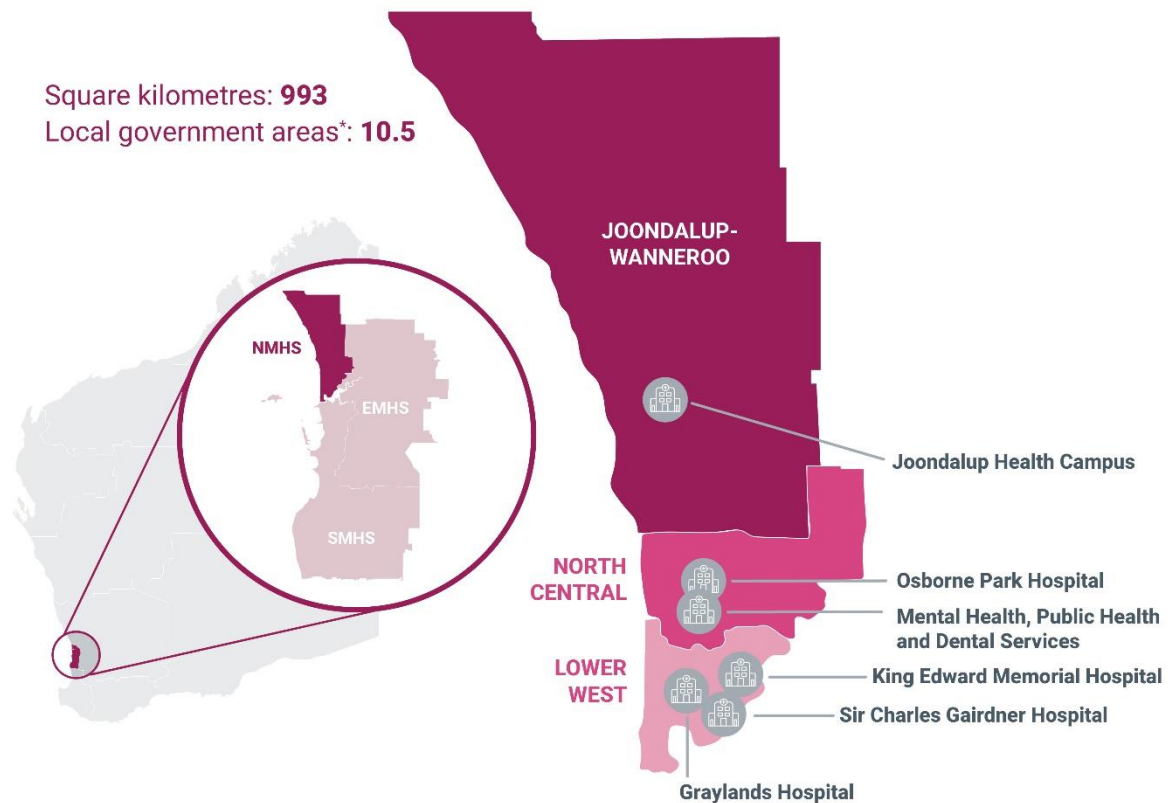 Square kilometres: 993
Local government areas*: 10.5
JOONDALUP-
WANNEROO
NMHS
EMHS
SMHS
Joondalup Health Campus
NORTH
CENTRAL
Osborne Park Hospital
Mental Health, Public Health
and Dental Services
LOWER
WEST
King Edward Memorial Hospital
Sir Charles Gairdner Hospital
Graylands Hospital